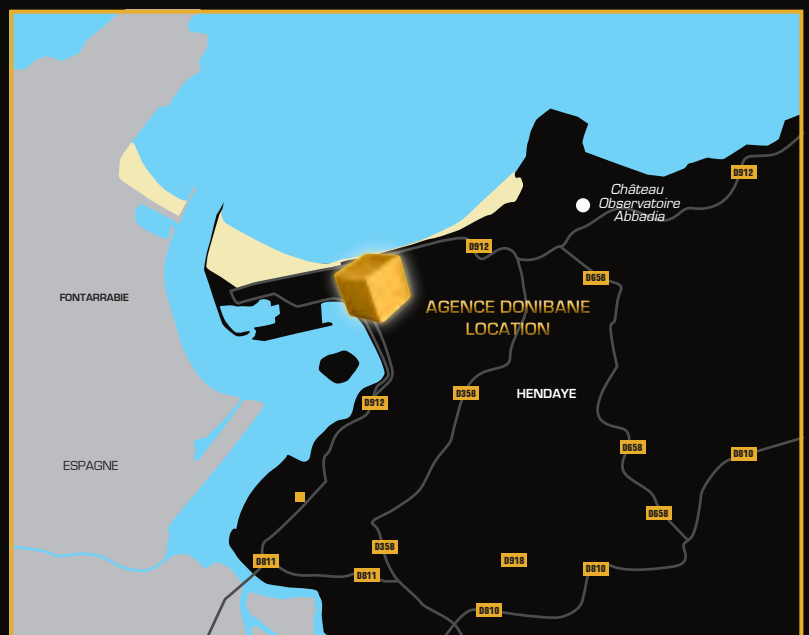 D912
Château
Observatoire
Abbadia
D912
D658
FONTARRABIE
AGENCE DONIBANE
LOCATION
D358
HENDAYE
D912
D658
D810
ESPAGNE
D658
D358
D811
D918
D810
D811
D810